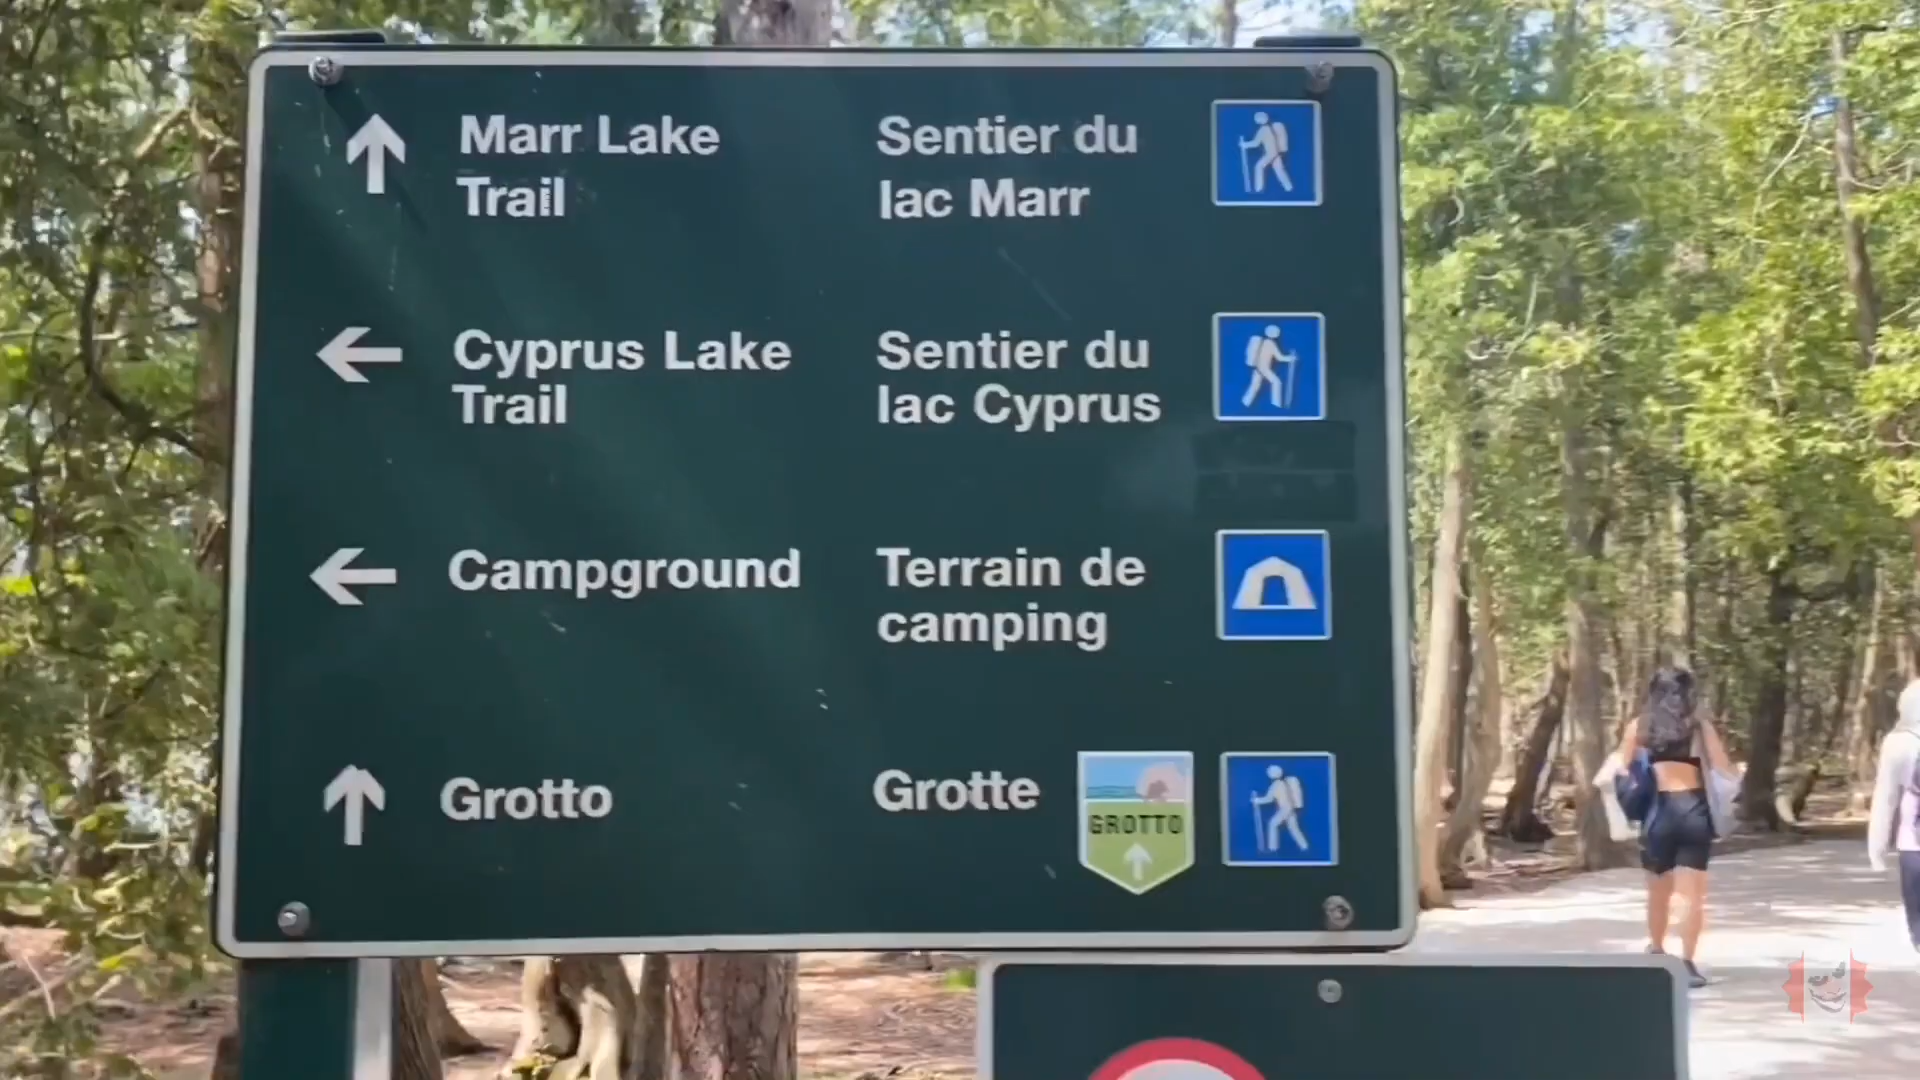 Marr Lake
Trail
Sentier du
lac Marr
Cyprus Lake
Trail
Sentier du
lac Cyprus
Campground
Terrain de
camping
Grotto
Grotte
GROTTO